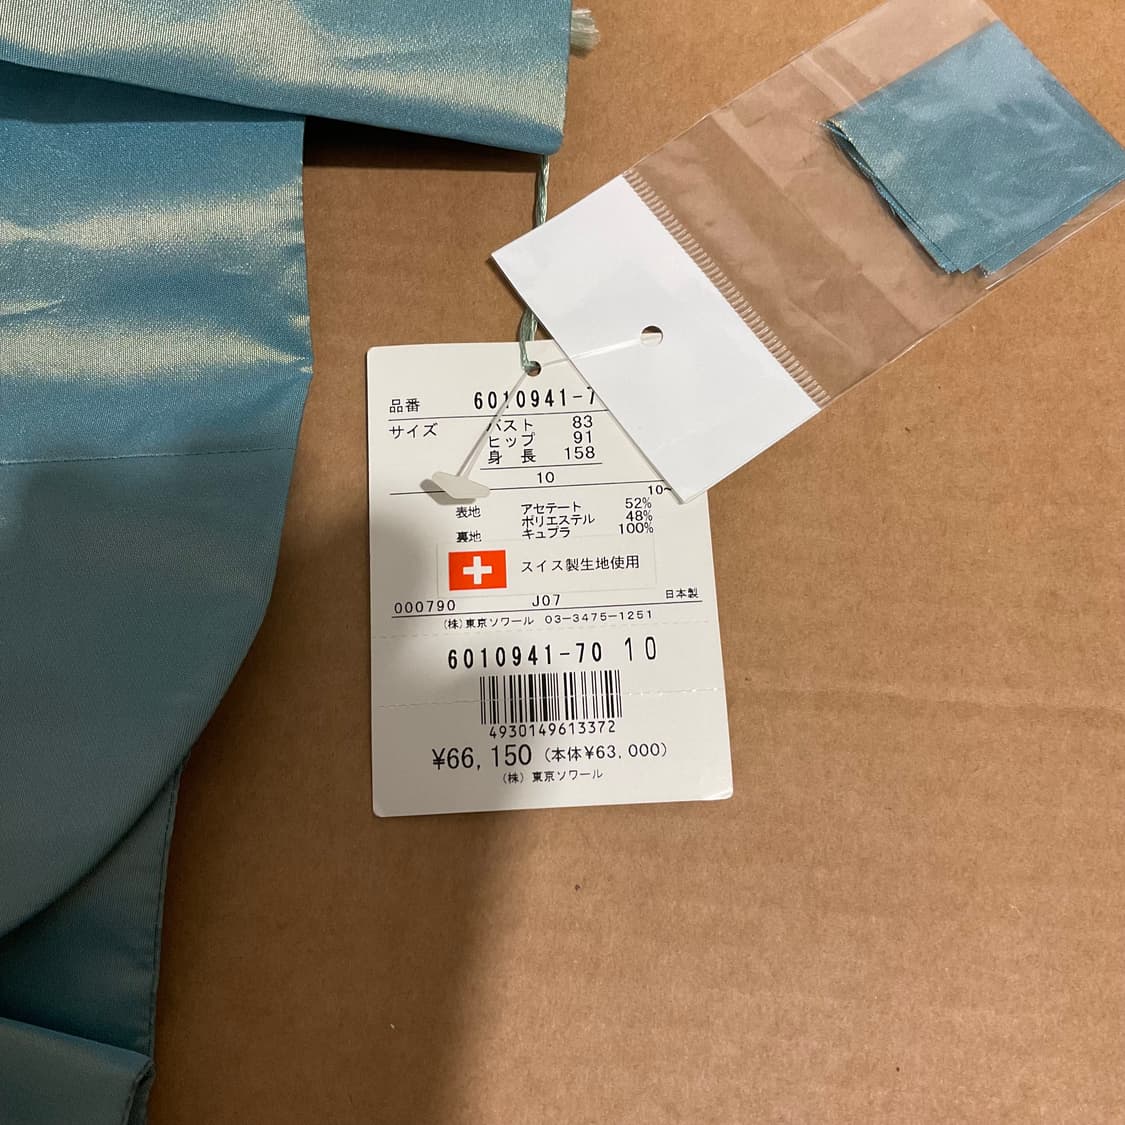 品番 6010941-7
サイズ バスト 83
ヒップ 91
身長 158
10
10~
表地 アセテート 52%
ポリエステル 48%
裏地 キュプラ 100%
スイス製生地使用
000790 J07 日本製
(株)東京ソワール 03-3475-1251
6010941-70 10
4930149613372
¥66,150 (本体¥63,000)
(株) 東京ソワール